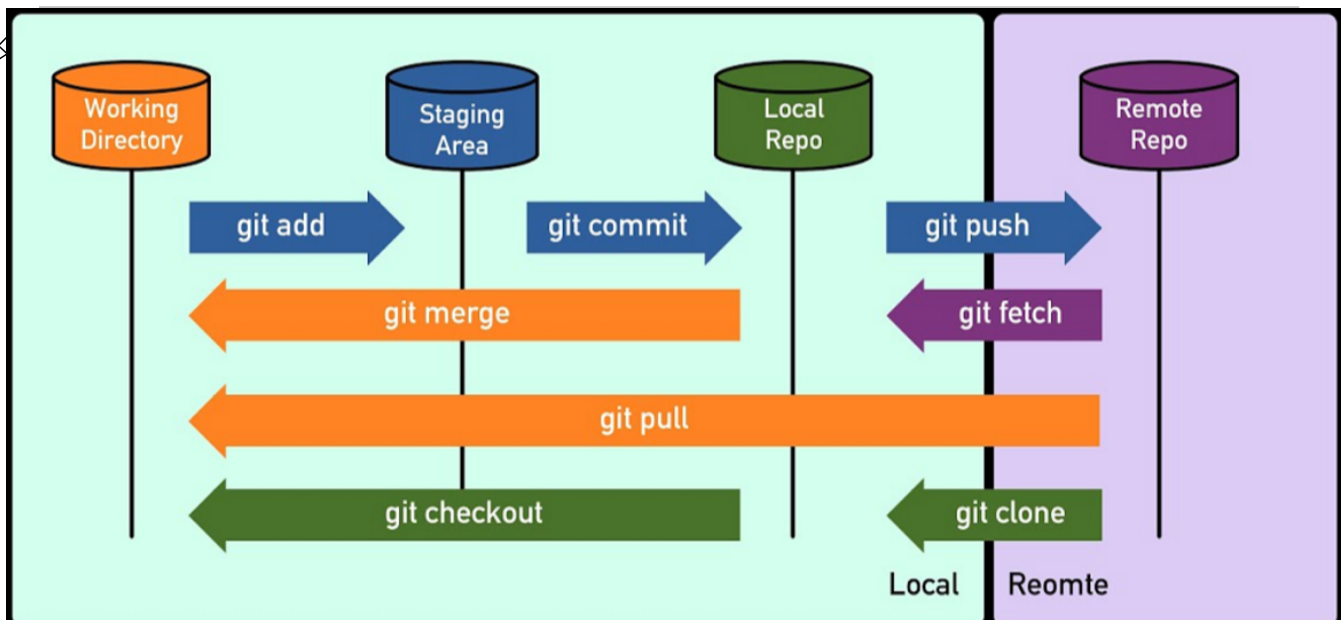 Working
Directory
Staging
Area
Local
Repo
Remote
Repo
git add
git commit
git push
git merge
git fetch
git pull
git checkout
git clone
Local
Reomte